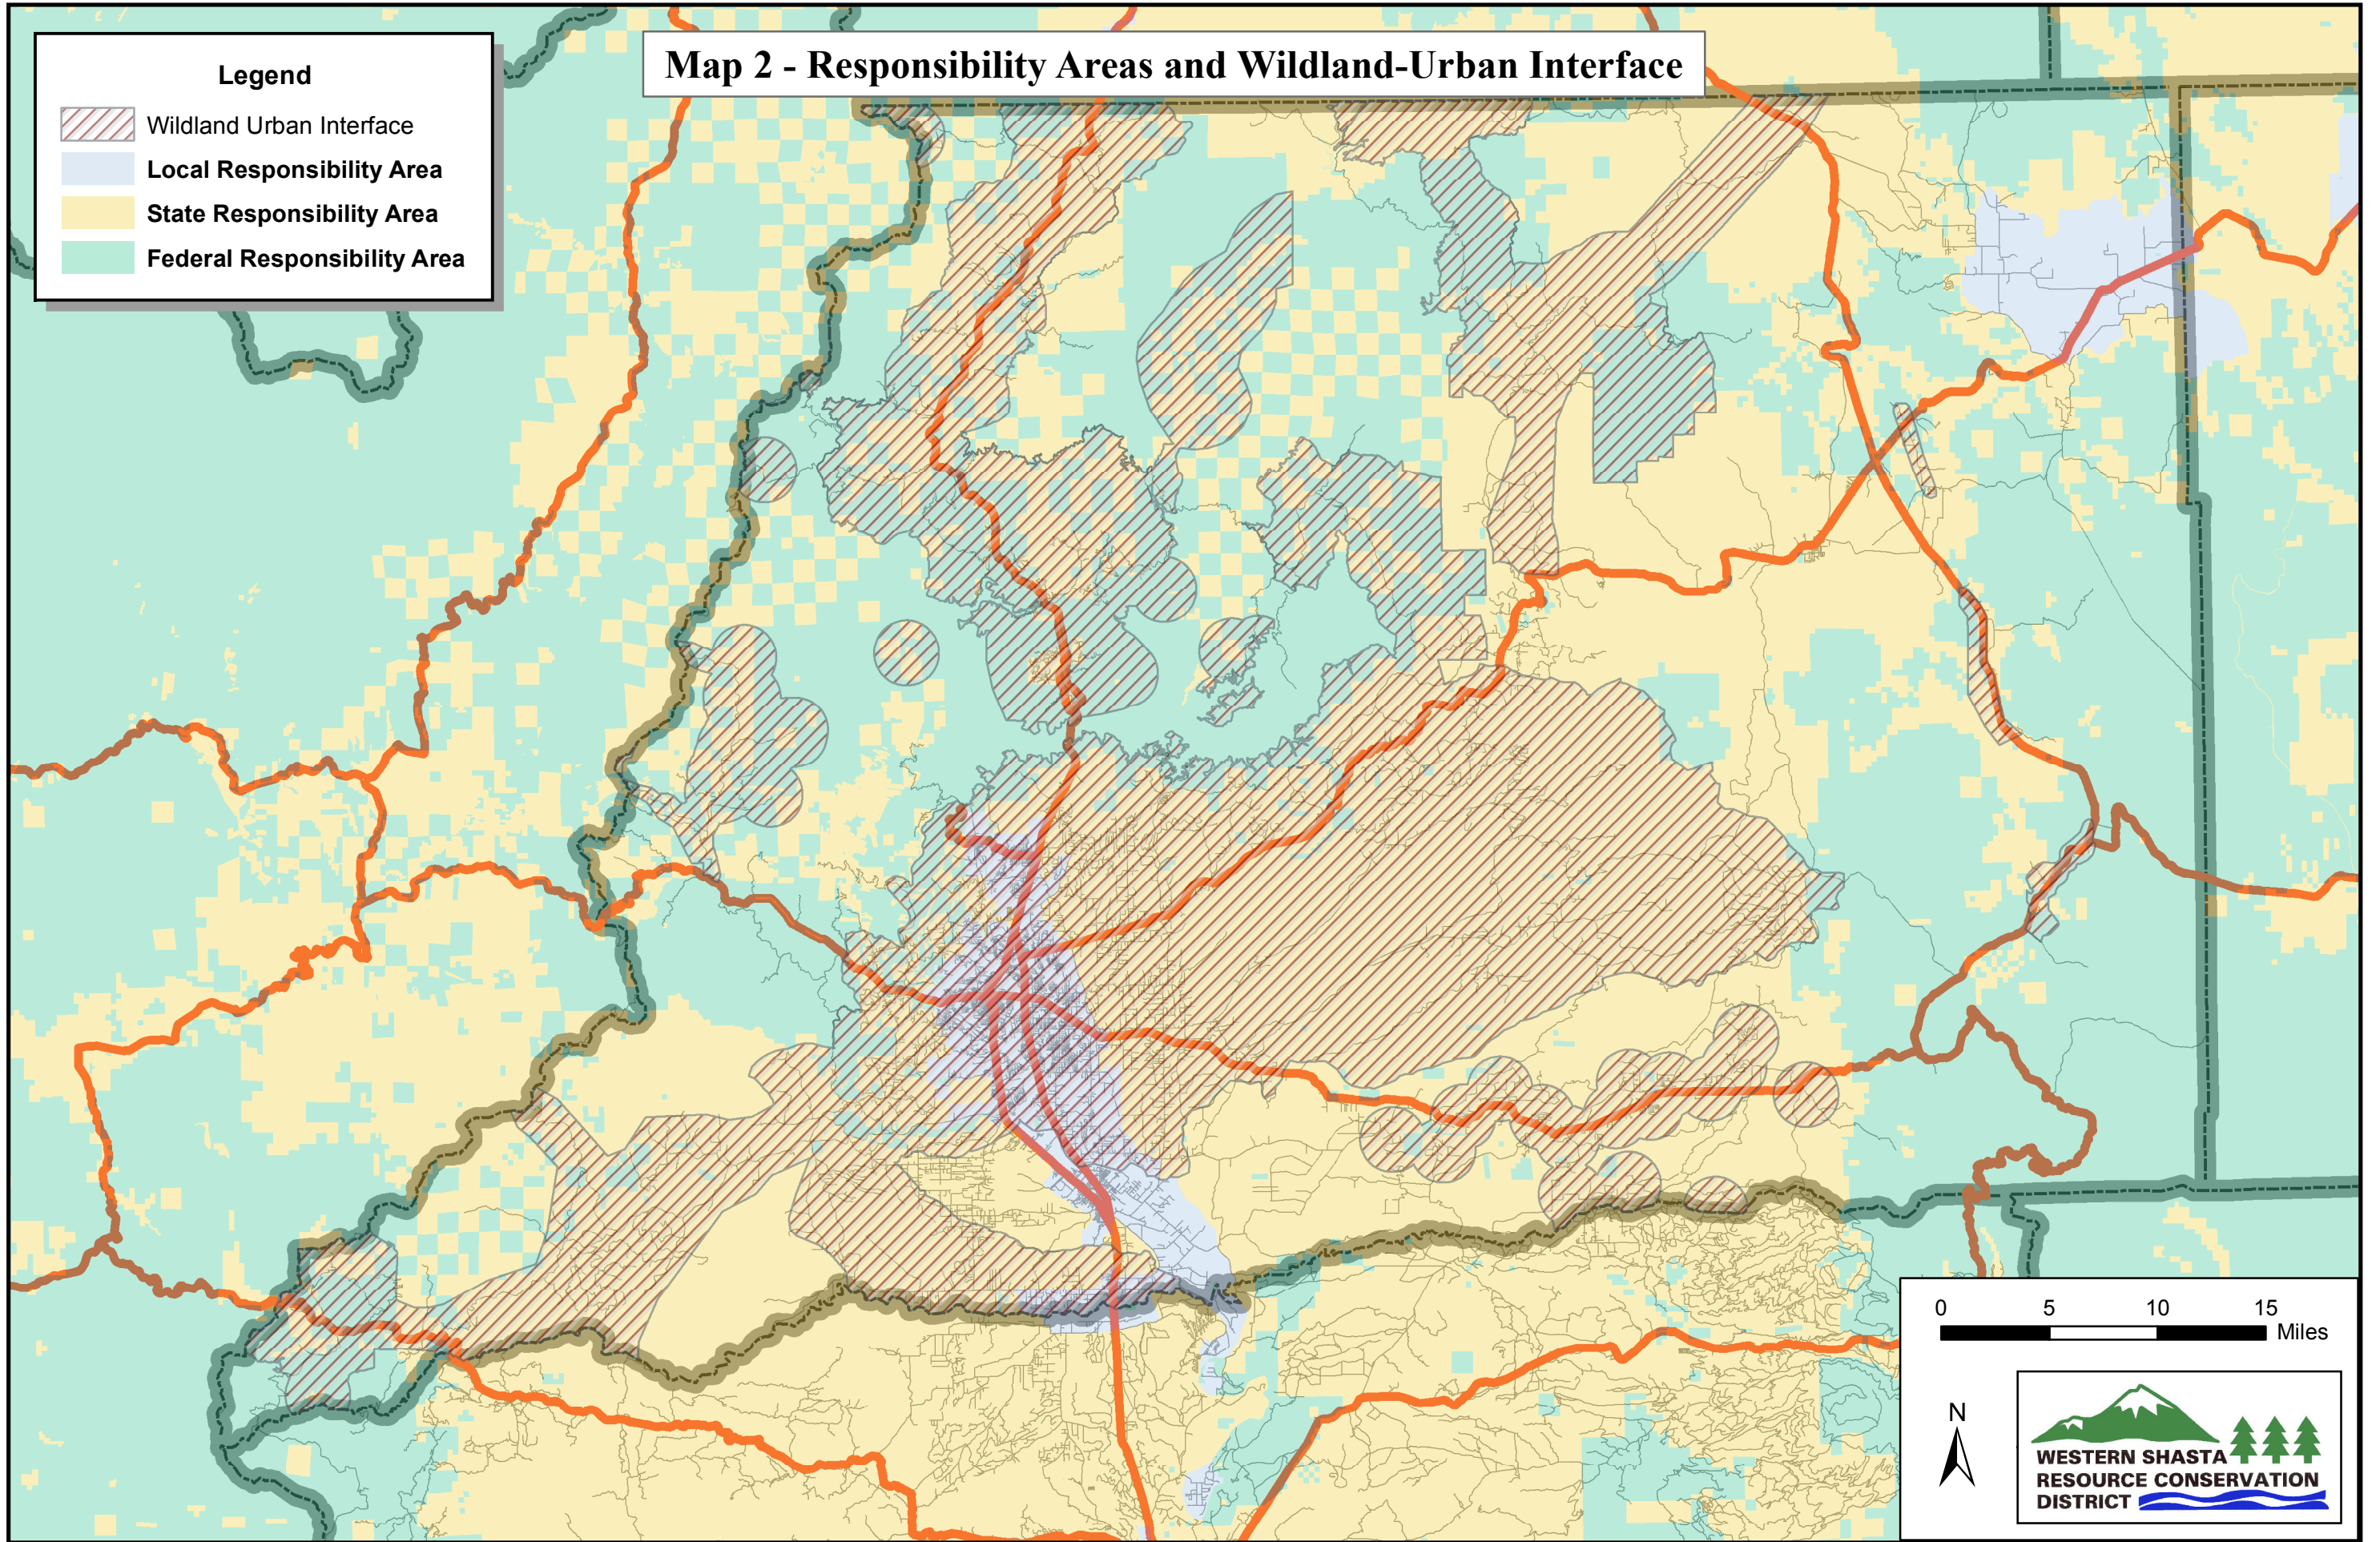 Map 2 - Responsibility Areas and Wildland-Urban Interface
Legend
Wildland Urban Interface
Local Responsibility Area
State Responsibility Area
Federal Responsibility Area
0 5 10 15
Miles
N
WESTERN SHASTA
RESOURCE CONSERVATION
DISTRICT